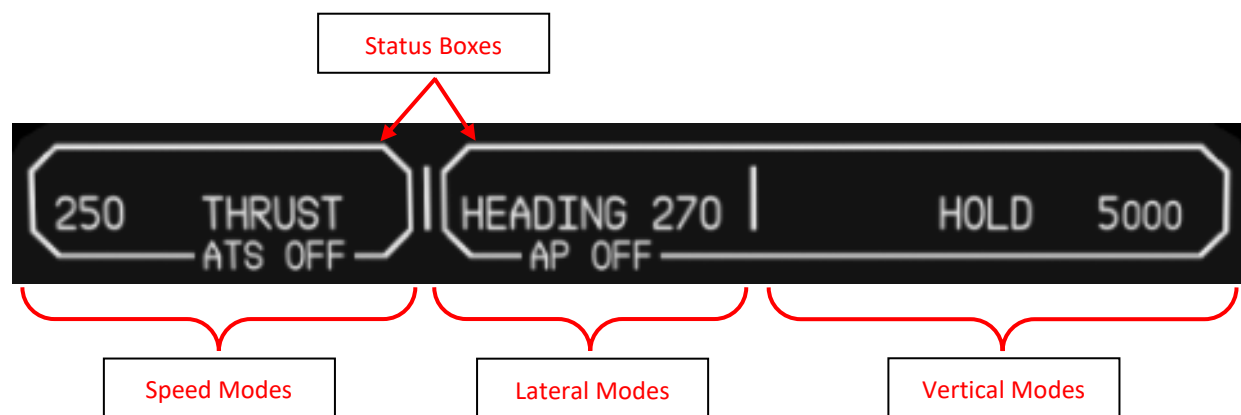 Status Boxes
250 THRUST HEADING 270 HOLD 5000
ATS OFF AP OFF
Speed Modes Lateral Modes Vertical Modes